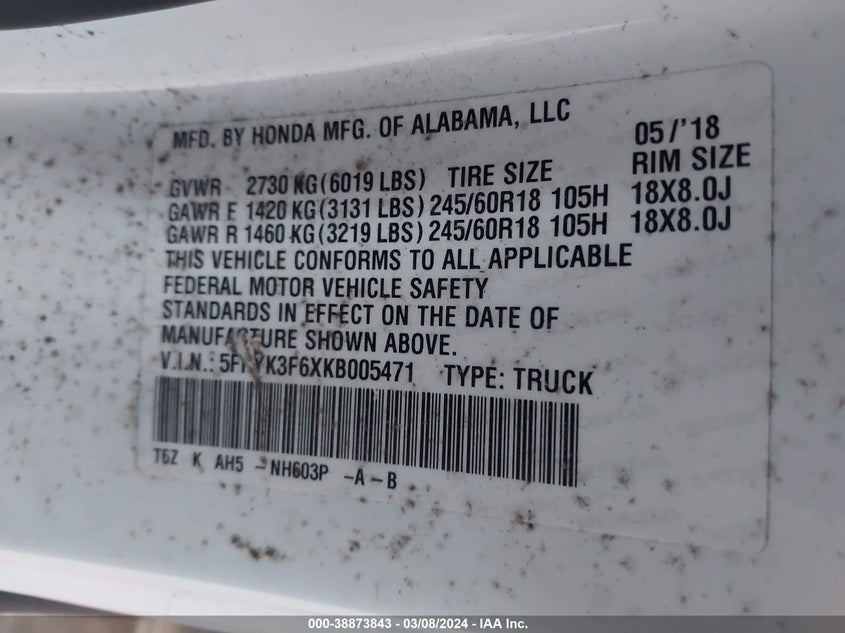 MFD. BY HONDA MFG. OF ALABAMA, LLC 05/'18
GVWR 2730 KG(6019 LBS) TIRE SIZE RIM SIZE
GAWR F 1420 KG(3131 LBS) 245/60R18 105H 18X8.0J
GAWR R 1460 KG(3219 LBS) 245/60R18 105H 18X8.0J
THIS VEHICLE CONFORMS TO ALL APPLICABLE
FEDERAL MOTOR VEHICLE SAFETY
STANDARDS IN EFFECT ON THE DATE OF
MANUFACTURE SHOWN ABOVE.
V.I.N.: TYPE: TRUCK
T6Z K AH5 -NH603P -A-B
000-38873843 - 03/08/2024 - IAA Inc.